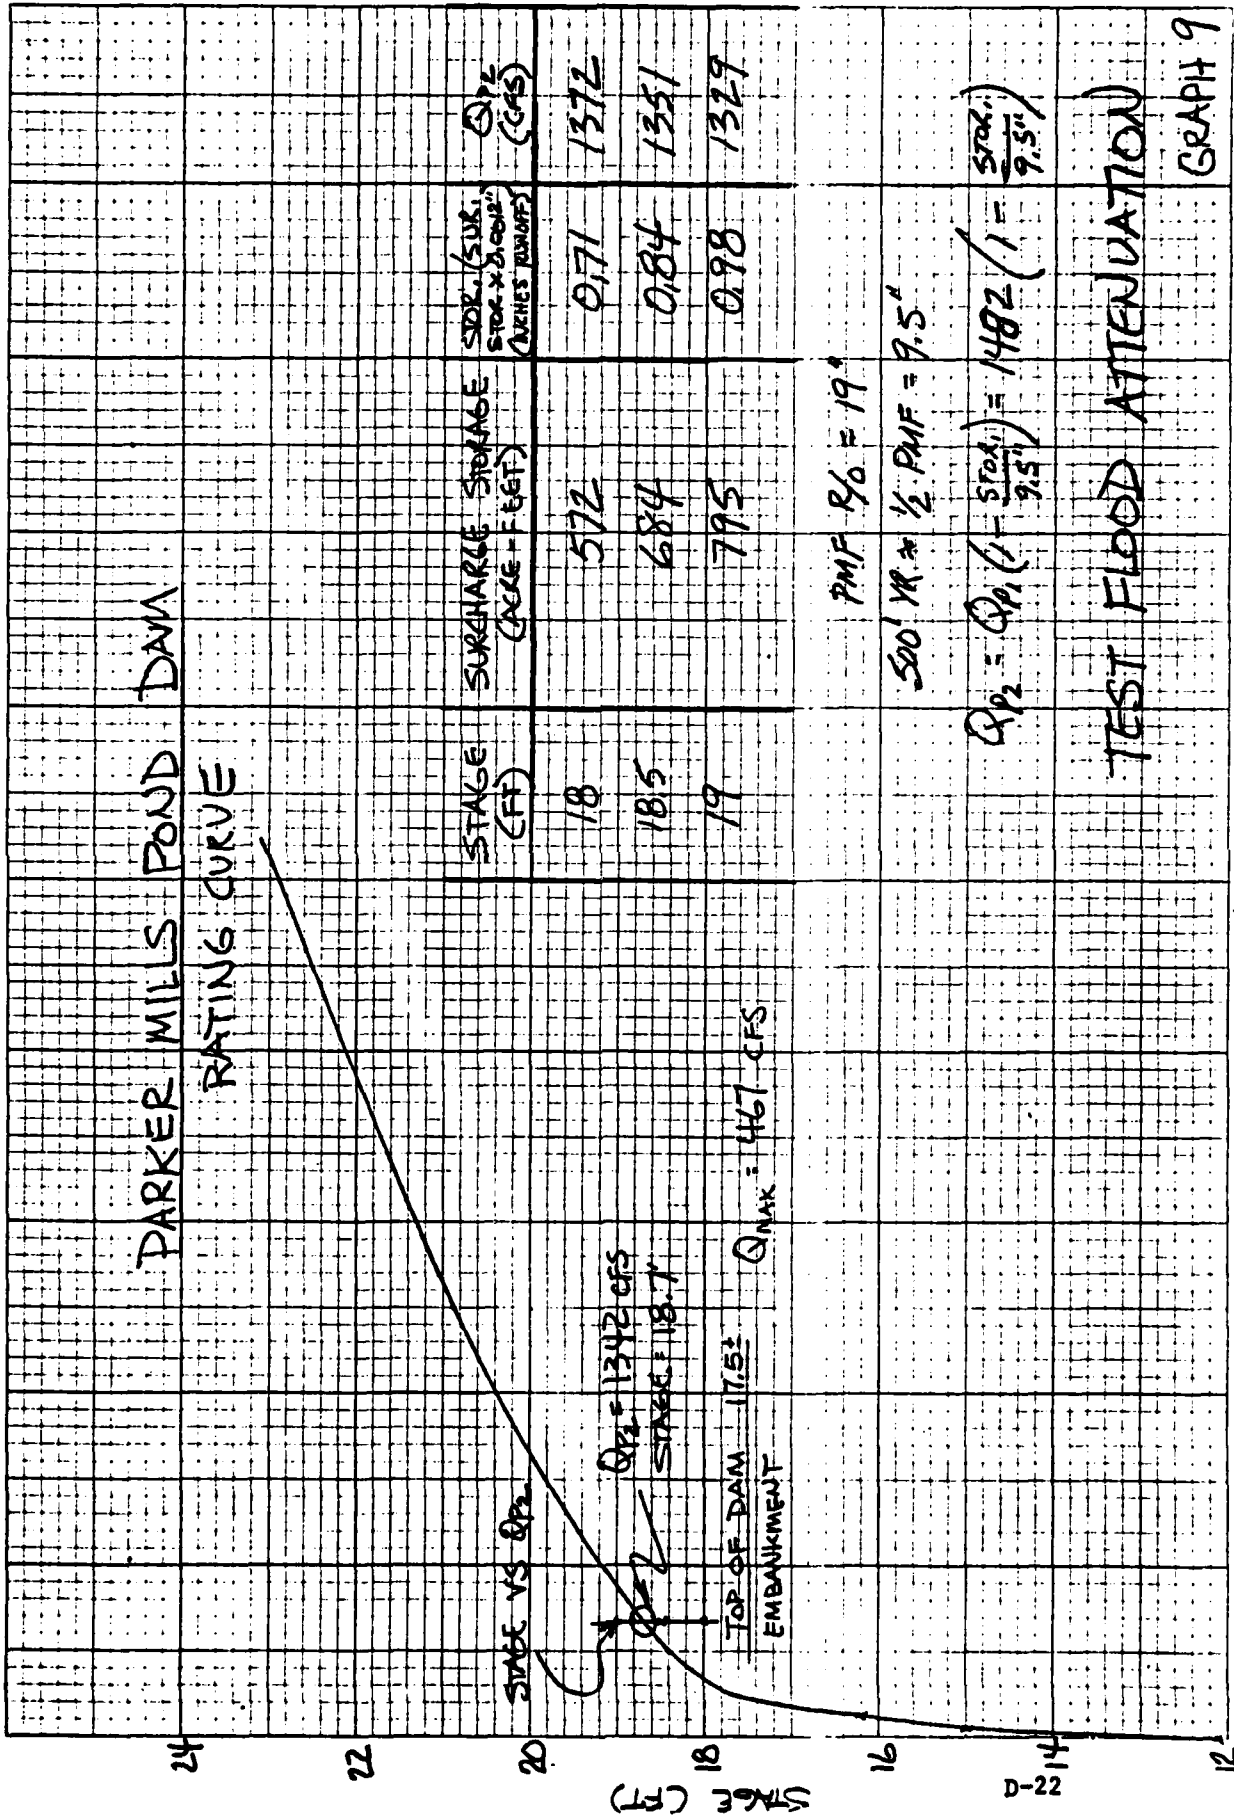 PARKER MILLS POND DAM
RATING CURVE
STAGE (FT)
24
22
20
18
16
14
12
STAGE VS QP2
QP2 = 1342 CFS
STAGE = 18.7'
TOP OF DAM 17.5±
EMBANKMENT
QMAX = 467 CFS
STAGE (FT) SURCHARGE STORAGE (ACRE-FEET) STOR. (SUR. STOR X 0.0012" (INCHES RUNOFF) QP2 (CFS)
18 572 0.71 1372
18.5 684 0.84 1351
19 795 0.98 1329
PMF R/O = 19"
500 YR ≈ 1/2 PMF = 9.5"
QP2 = QP1 (1 - STOR./9.5") = 1482 (1 - STOR./9.5")
TEST FLOOD ATTENUATION
GRAPH 9
D-22